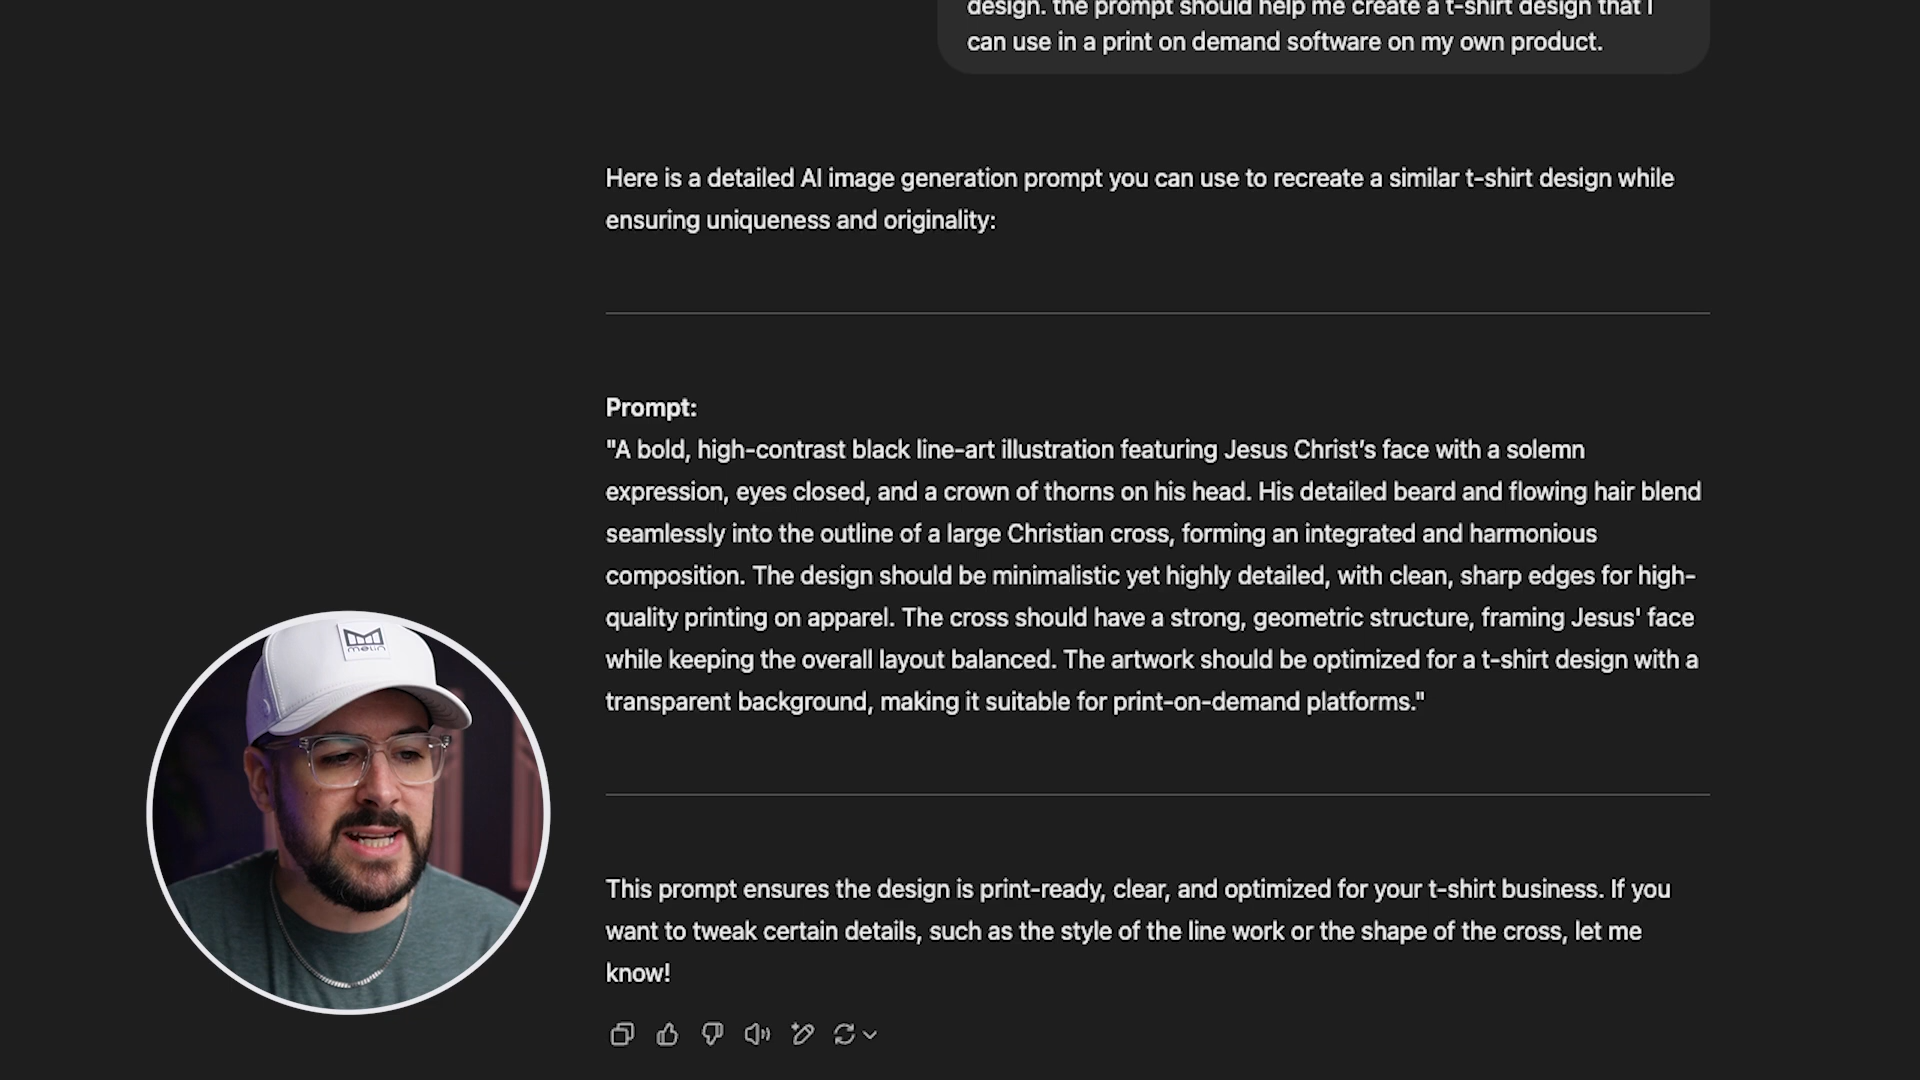 design. the prompt should help me create a t-shirt design that I
can use in a print on demand software on my own product.
Here is a detailed AI image generation prompt you can use to recreate a similar t-shirt design while
ensuring uniqueness and originality:
Prompt:
"A bold, high-contrast black line-art illustration featuring Jesus Christ’s face with a solemn
expression, eyes closed, and a crown of thorns on his head. His detailed beard and flowing hair blend
seamlessly into the outline of a large Christian cross, forming an integrated and harmonious
composition. The design should be minimalistic yet highly detailed, with clean, sharp edges for high-
quality printing on apparel. The cross should have a strong, geometric structure, framing Jesus' face
while keeping the overall layout balanced. The artwork should be optimized for a t-shirt design with a
transparent background, making it suitable for print-on-demand platforms."
This prompt ensures the design is print-ready, clear, and optimized for your t-shirt business. If you
want to tweak certain details, such as the style of the line work or the shape of the cross, let me
know!
melin